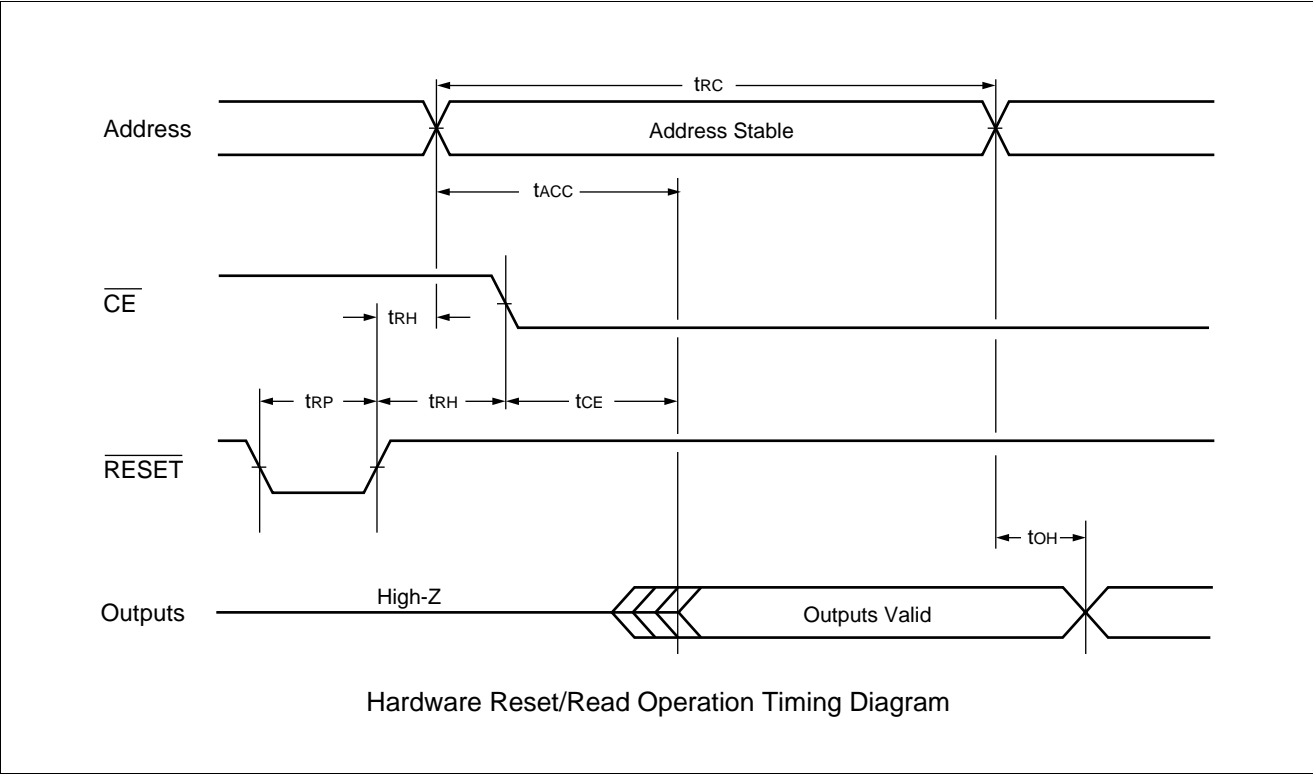 tRC
Address
Address Stable
tACC
CE
tRH
tRP
tRH
tCE
RESET
tOH
High-Z
Outputs
Outputs Valid
Hardware Reset/Read Operation Timing Diagram